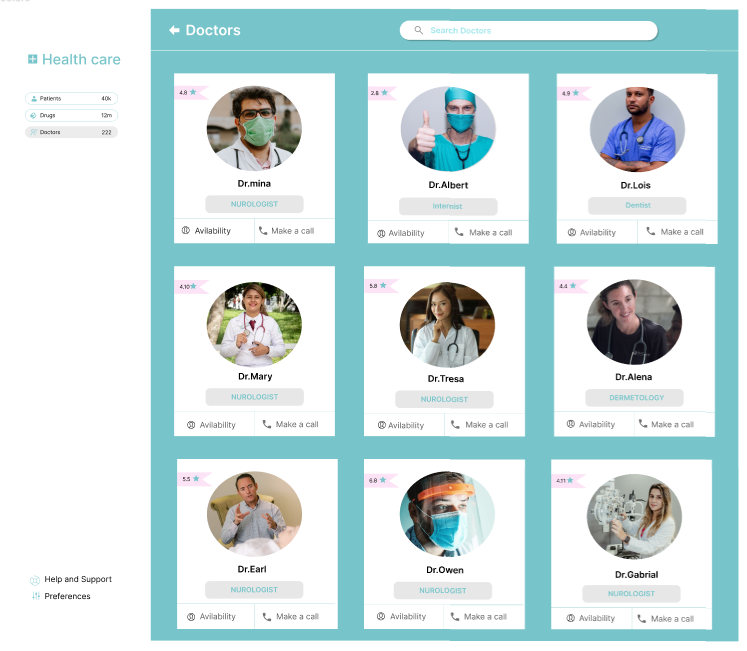 Doctors
Search Doctors
Health care
Patients 40k
Drugs 12m
Doctors 222
4.8
Dr.mina
NUROLOGIST
Avilability Make a call
2.8
Dr.Albert
Internist
Avilability Make a call
4.9
Dr.Lois
Dentist
Avilability Make a call
4.10
Dr.Mary
NUROLOGIST
Avilability Make a call
5.8
Dr.Tresa
NUROLOGIST
Avilability Make a call
4.4
Dr.Alena
DERMETOLOGY
Avilability Make a call
5.5
Dr.Earl
NUROLOGIST
Avilability Make a call
6.8
Dr.Owen
NUROLOGIST
Avilability Make a call
4.11
Dr.Gabrial
NUROLOGIST
Avilability Make a call
Help and Support
Preferences